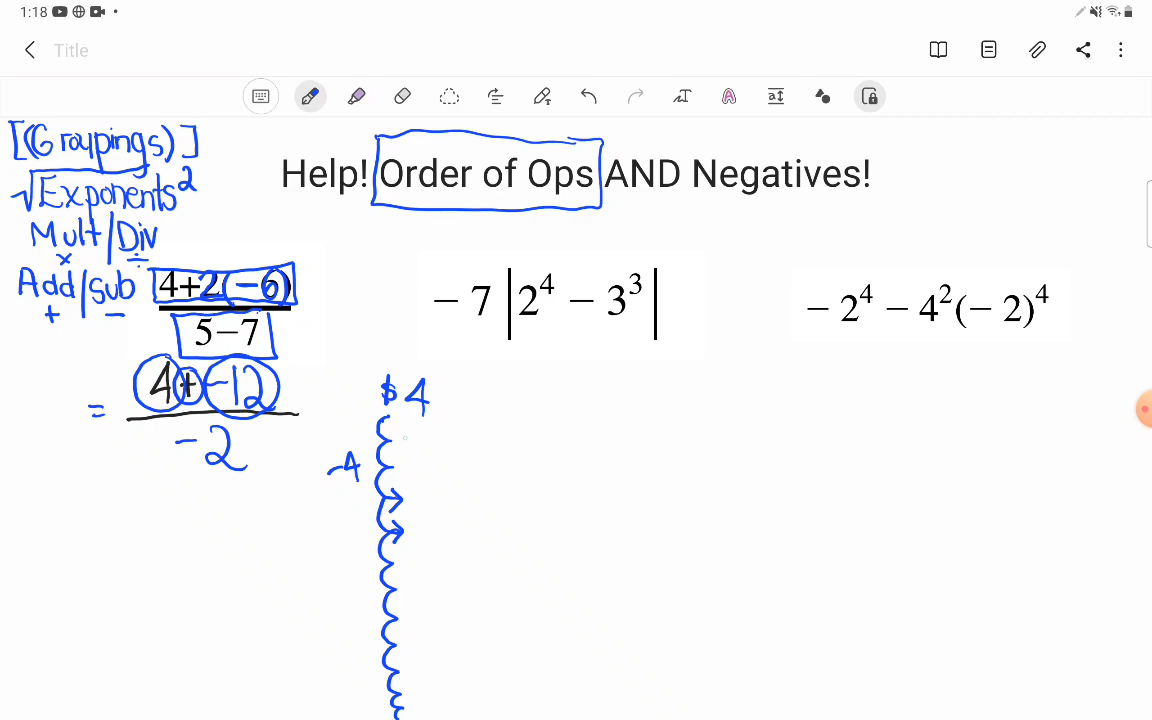 1:18
Title
[(Groupings)]
√Exponents²
Mult/Div
× ÷
Add/Sub
+ −
Help! Order of Ops AND Negatives!
4+2(−6)
5−7
− 7 |2⁴ − 3³|
− 2⁴ − 4²(− 2)⁴
= 4+-12
-2
$4
-4